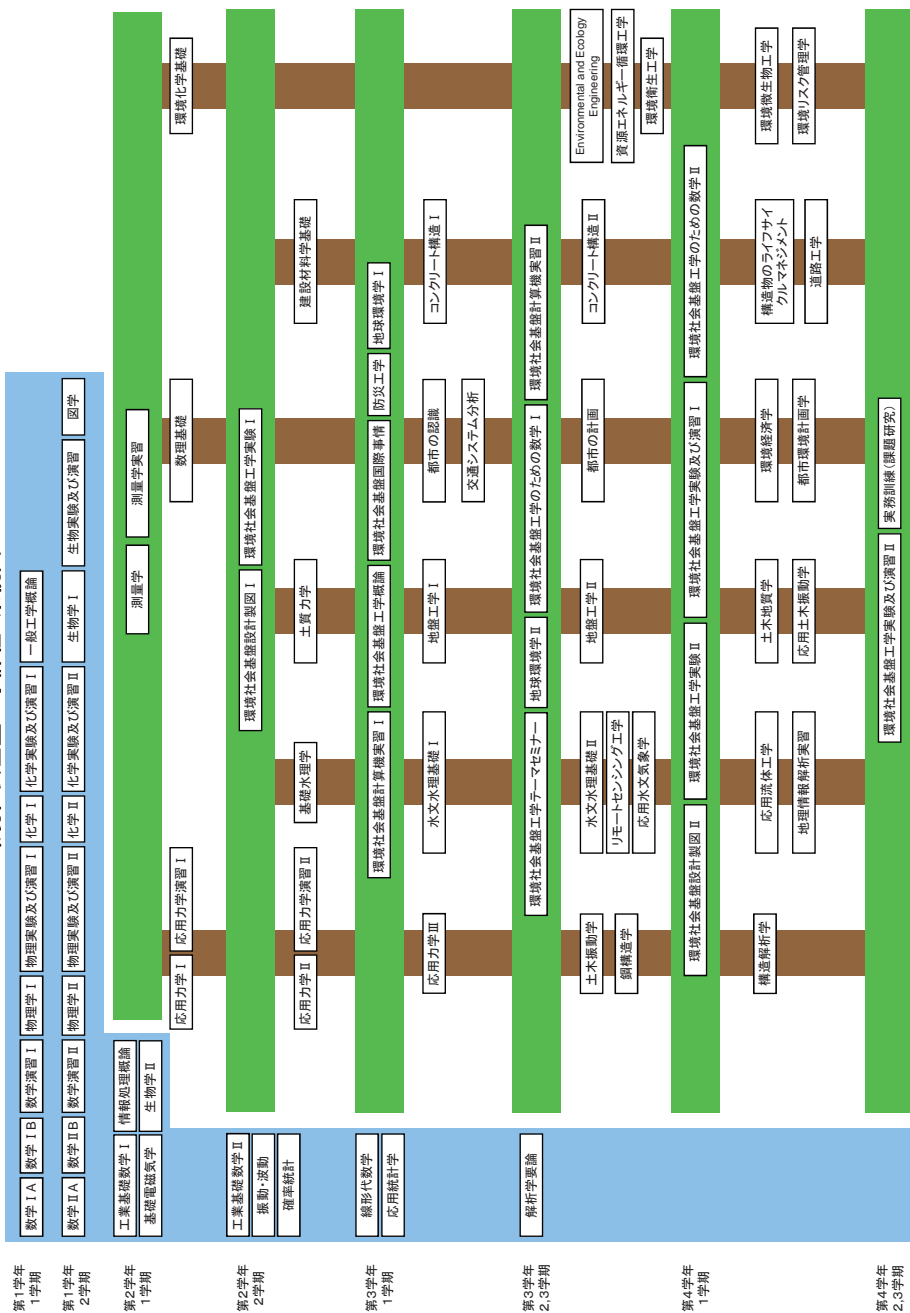 第1学年
1学期
数学ⅠA
数学ⅠB
数学演習Ⅰ
物理学Ⅰ
物理実験及び演習Ⅰ
化学Ⅰ
化学実験及び演習Ⅰ
一般工学概論
第1学年
2学期
数学ⅡA
数学ⅡB
数学演習Ⅱ
物理学Ⅱ
物理実験及び演習Ⅱ
化学Ⅱ
化学実験及び演習Ⅱ
生物学Ⅰ
生物実験及び演習
図学
第2学年
1学期
工業基礎数学Ⅰ
情報処理概論
基礎電磁気学
生物学Ⅱ
測量学
測量学実習
応用力学Ⅰ
応用力学演習Ⅰ
数理基礎
環境化学基礎
第2学年
2学期
工業基礎数学Ⅱ
振動・波動
確率統計
環境社会基盤設計製図Ⅰ
環境社会基盤工学実験Ⅰ
応用力学Ⅱ
応用力学演習Ⅱ
基礎水理学
土質力学
建設材料学基礎
第3学年
1学期
線形代数学
応用統計学
環境社会基盤計算機実習Ⅰ
環境社会基盤工学概論
環境社会基盤国際事情
防災工学
地球環境学Ⅰ
応用力学Ⅲ
水文水理基礎Ⅰ
地盤工学Ⅰ
都市の認識
交通システム分析
コンクリート構造Ⅰ
第3学年
2,3学期
解析学要論
環境社会基盤工学テーマセミナー
地球環境学Ⅱ
環境社会基盤工学のための数学Ⅰ
環境社会基盤計算機実習Ⅱ
土木振動学
鋼構造学
水文水理基礎Ⅱ
リモートセンシング工学
応用水文気象学
地盤工学Ⅱ
都市の計画
コンクリート構造Ⅱ
Environmental and Ecology
Engineering
資源エネルギー循環工学
環境衛生工学
第4学年
1学期
環境社会基盤設計製図Ⅱ
環境社会基盤工学実験Ⅱ
環境社会基盤工学実験及び演習Ⅰ
環境社会基盤工学のための数学Ⅱ
構造解析学
応用流体工学
地理情報解析実習
土木地質学
応用土木振動学
環境経済学
都市環境計画学
構造物のライフサイ
クルマネジメント
道路工学
環境微生物工学
環境リスク管理学
第4学年
2,3学期
環境社会基盤工学実験及び演習Ⅱ
実務訓練(課題研究)